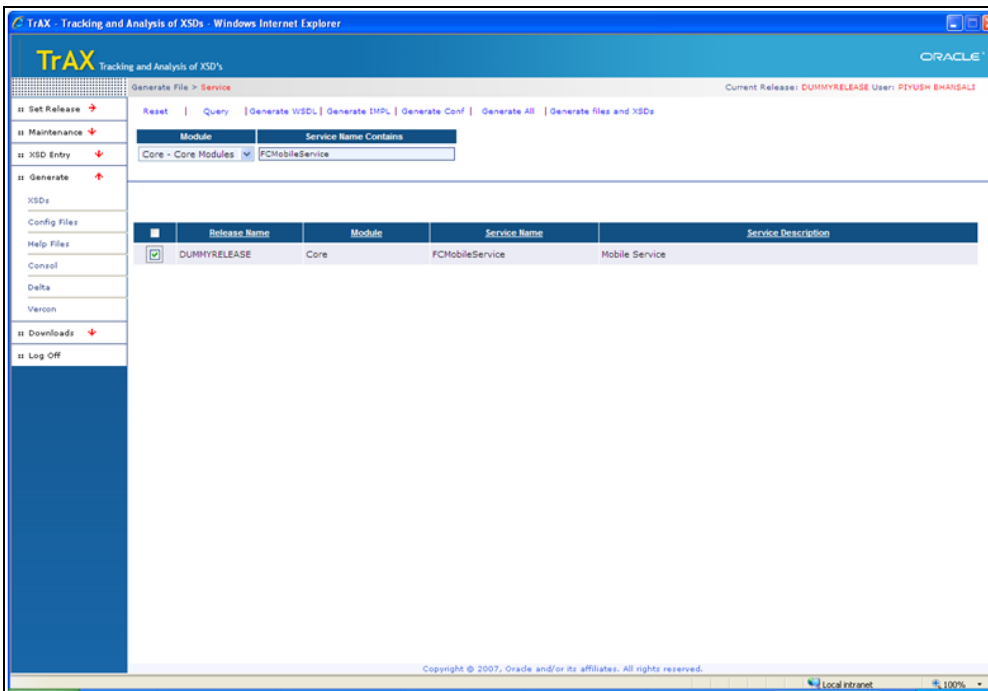 TrAX - Tracking and Analysis of XSDs - Windows Internet Explorer
TrAX Tracking and Analysis of XSD's
ORACLE
Generate File > Service
Current Release: DUMMYRELEASE User: PIYUSH BHANSALI
Reset | Query | Generate WSDL | Generate IMPL | Generate Conf | Generate All | Generate files and XSDs
Module Service Name Contains
Core - Core Modules FCMobileService
Set Release
Maintenance
XSD Entry
Generate
XSDs
Config Files
Help Files
Consol
Delta
Vercon
Downloads
Log Off
Release Name Module Service Name Service Description
DUMMYRELEASE Core FCMobileService Mobile Service
Copyright © 2007, Oracle and/or its affiliates. All rights reserved.
Local intranet 100%